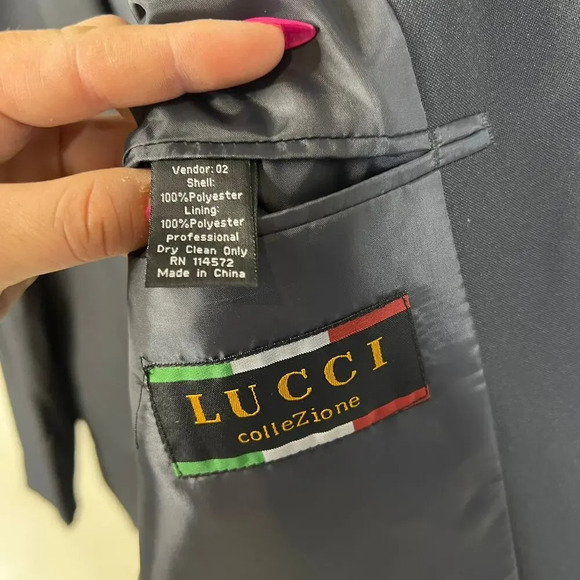 Vendor: 02
Shell:
100%Polyester
Lining:
100%Polyester
Professional
Dry Clean Only
RN 114572
Made in China
LUCCI
colleZione